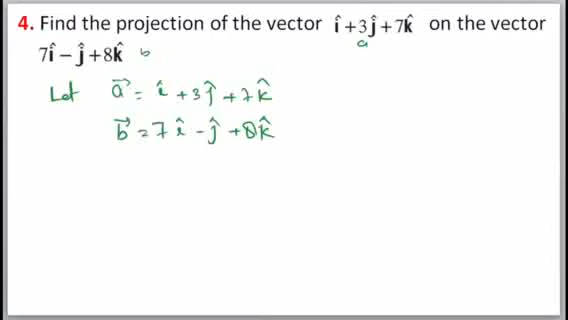 4. Find the projection of the vector î + 3ĵ + 7k̂ on the vector
a
7î − ĵ + 8k̂ b
Let a⃗ = î + 3ĵ + 7k̂
b⃗ = 7î - ĵ + 8k̂